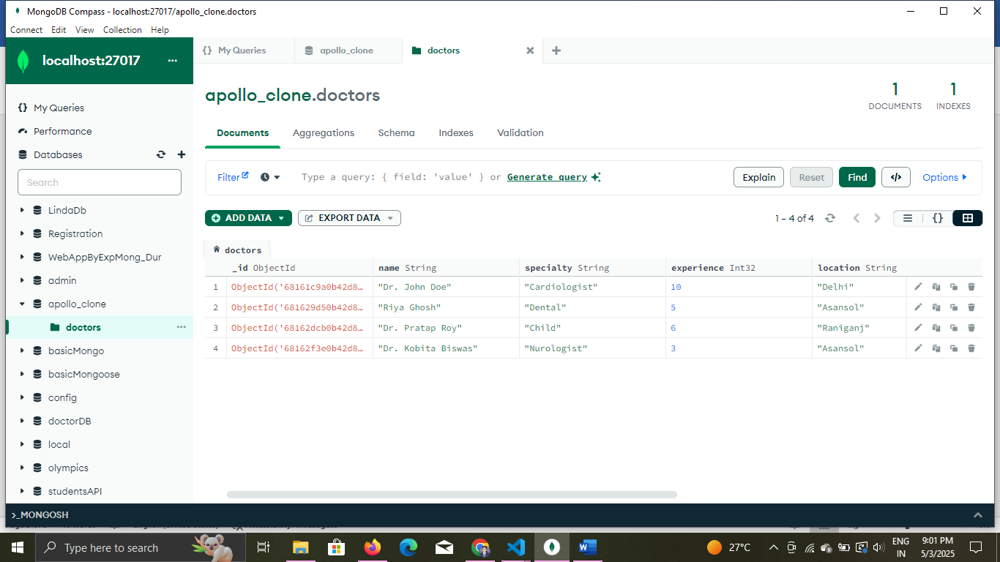 MongoDB Compass - localhost:27017/apollo_clone.doctors
Connect Edit View Collection Help
localhost:27017 ...
{} My Queries
apollo_clone
doctors
My Queries
Performance
Databases
Search
LindaDb
Registration
WebAppByExpMong_Dur
admin
apollo_clone
doctors
basicMongo
basicMongoose
config
doctorDB
local
olympics
studentsAPI
apollo_clone.doctors
1 DOCUMENTS
1 INDEXES
Documents Aggregations Schema Indexes Validation
Filter Type a query: { field: 'value' } or Generate query
Explain Reset Find </> Options
ADD DATA EXPORT DATA
1 – 4 of 4
{}
doctors
_id ObjectId name String specialty String experience Int32 location String
1 ObjectId('68161c9a0b42d8… "Dr. John Doe" "Cardiologist" 10 "Delhi"
2 ObjectId('681629d50b42d8… "Riya Ghosh" "Dental" 5 "Asansol"
3 ObjectId('68162dcb0b42d8… "Dr. Pratap Roy" "Child" 6 "Raniganj"
4 ObjectId('68162f3e0b42d8… "Dr. Kobita Biswas" "Nurologist" 3 "Asansol"
>_MONGOSH
Type here to search
27°C
ENG
IN
9:01 PM
5/3/2025